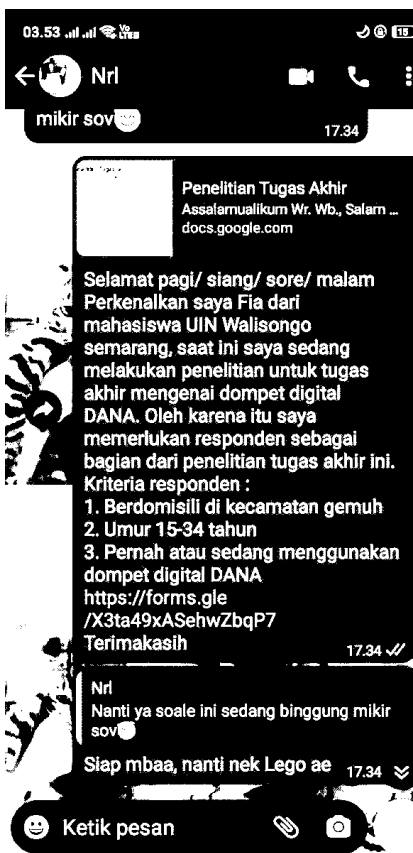 03.53
Nrl
mikir sov
17.34
Penelitian Tugas Akhir
Assalamualikum Wr. Wb., Salam ...
docs.google.com
Selamat pagi/ siang/ sore/ malam
Perkenalkan saya Fia dari
mahasiswa UIN Walisongo
semarang, saat ini saya sedang
melakukan penelitian untuk tugas
akhir mengenai dompet digital
DANA. Oleh karena itu saya
memerlukan responden sebagai
bagian dari penelitian tugas akhir ini.
Kriteria responden :
1. Berdomisili di kecamatan gemuh
2. Umur 15-34 tahun
3. Pernah atau sedang menggunakan
dompet digital DANA
https://forms.gle
/X3ta49xASehwZbqP7
Terimakasih
17.34
Nrl
Nanti ya soale ini sedang binggung mikir
sov
Siap mbaa, nanti nek Lego ae
17.34
Ketik pesan